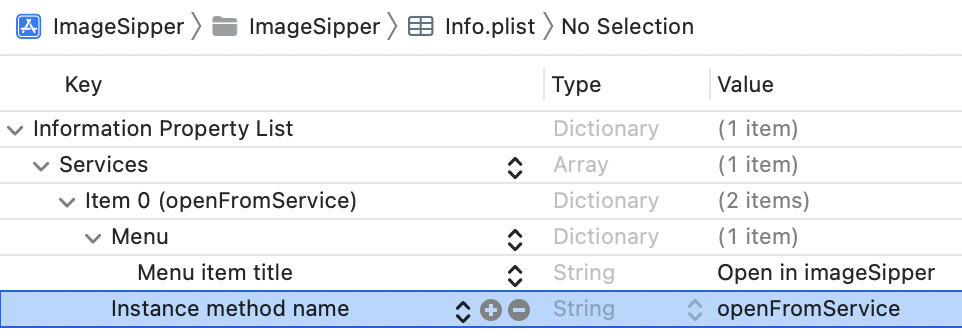 ImageSipper ImageSipper Info.plist No Selection
Key Type Value
Information Property List Dictionary (1 item)
Services Array (1 item)
Item 0 (openFromService) Dictionary (2 items)
Menu Dictionary (1 item)
Menu item title String Open in imageSipper
Instance method name String openFromService